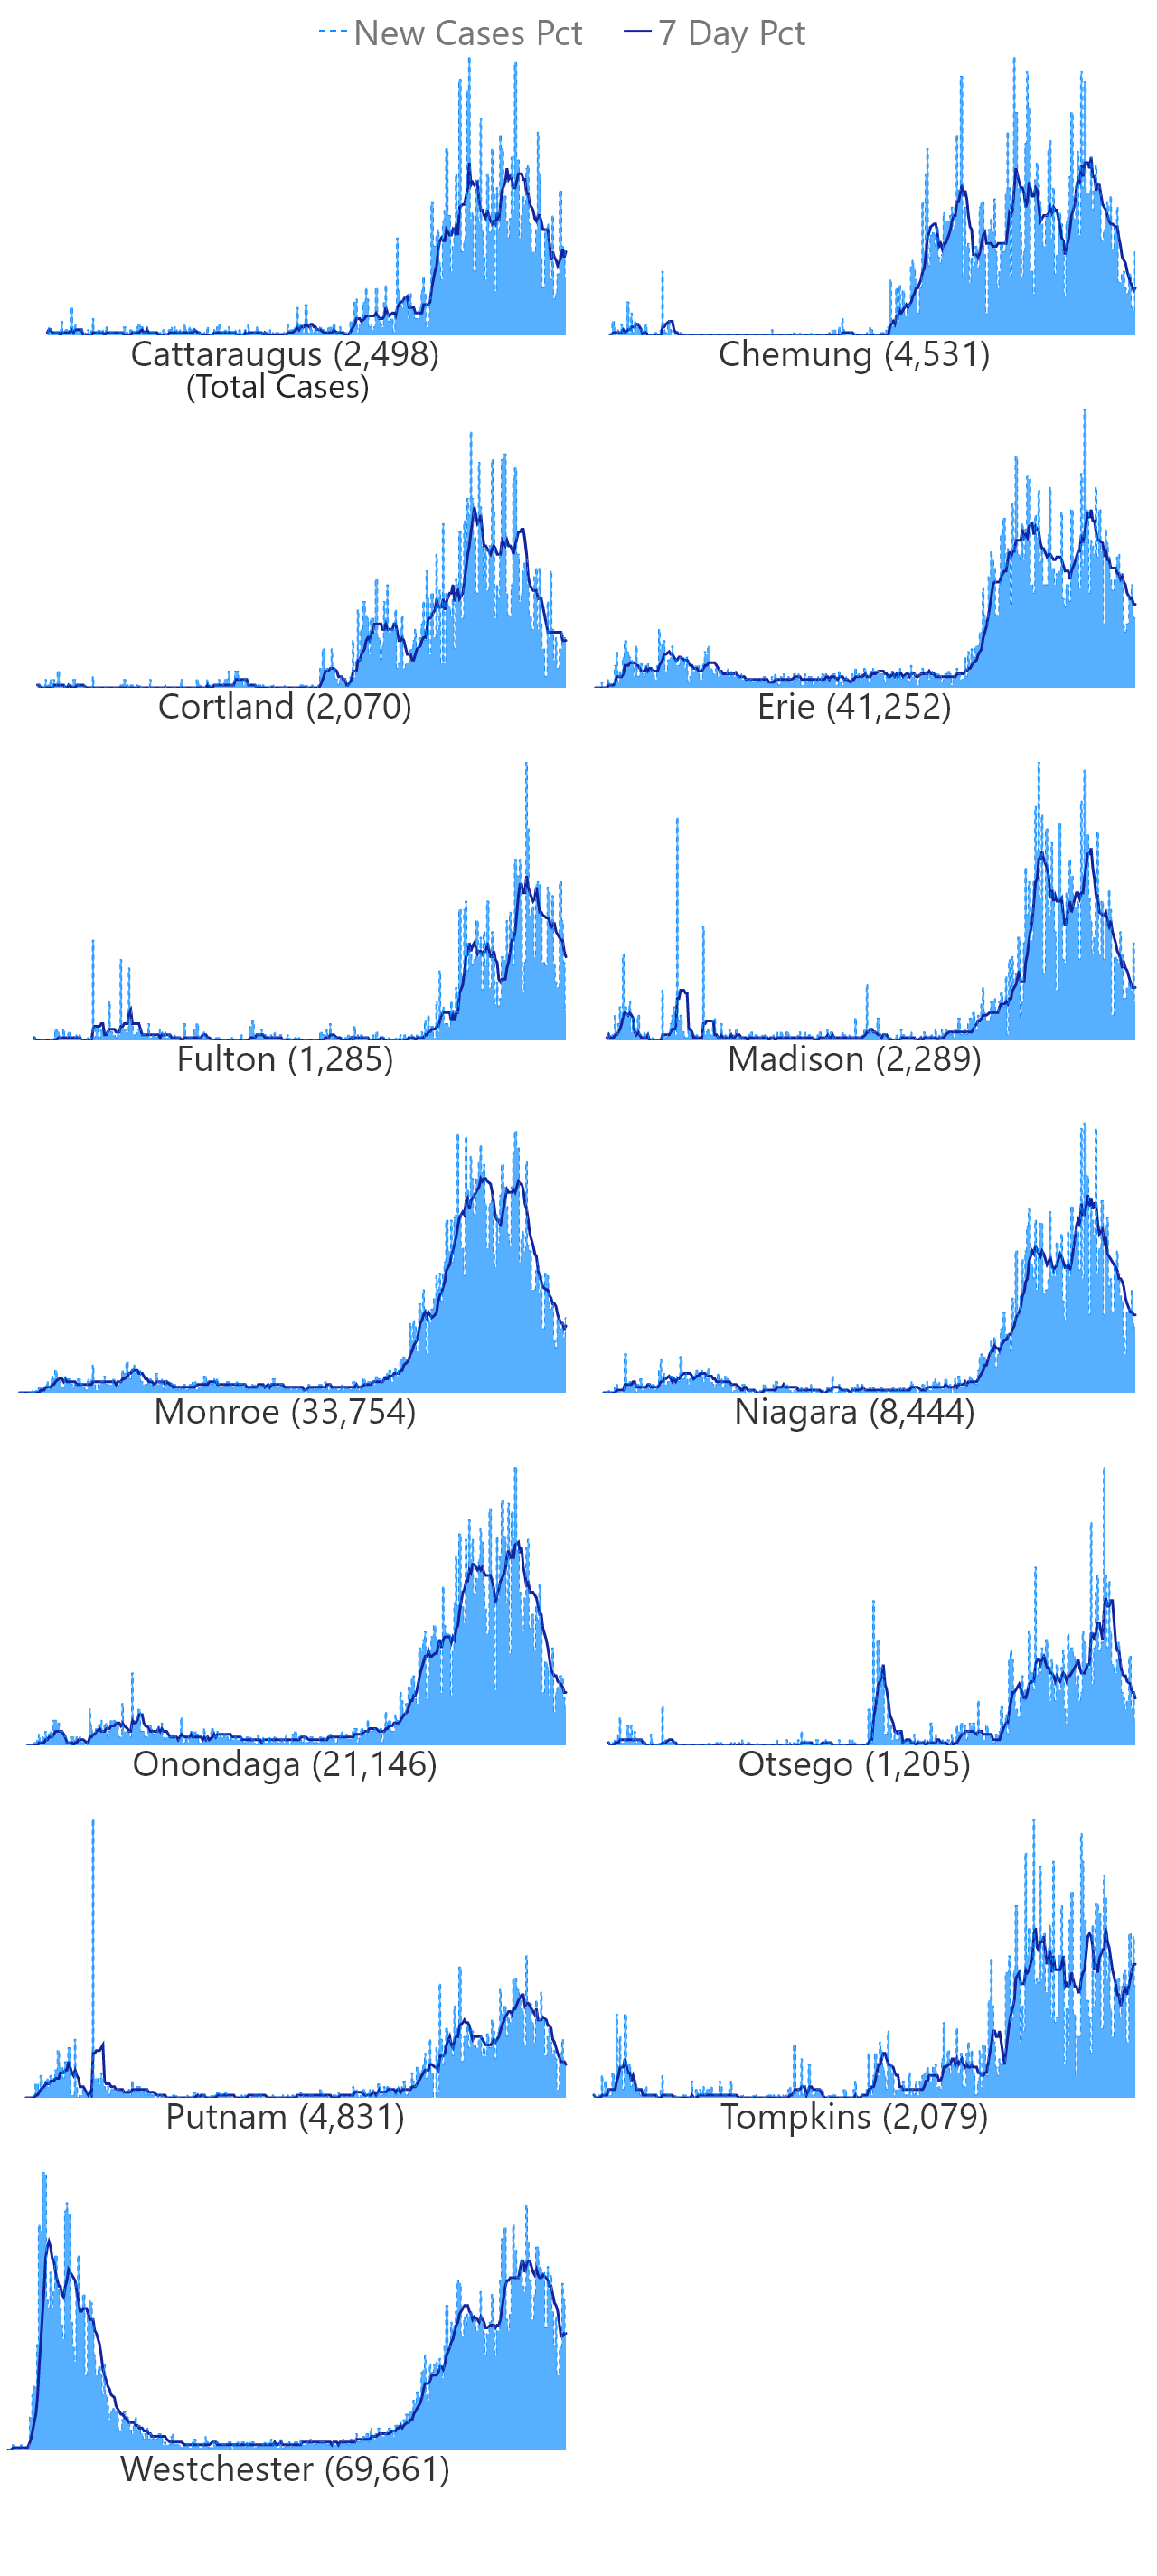 New Cases Pct 7 Day Pct
Cattaraugus (2,498) Chemung (4,531)
(Total Cases)
Cortland (2,070) Erie (41,252)
Fulton (1,285) Madison (2,289)
Monroe (33,754) Niagara (8,444)
Onondaga (21,146) Otsego (1,205)
Putnam (4,831) Tompkins (2,079)
Westchester (69,661)